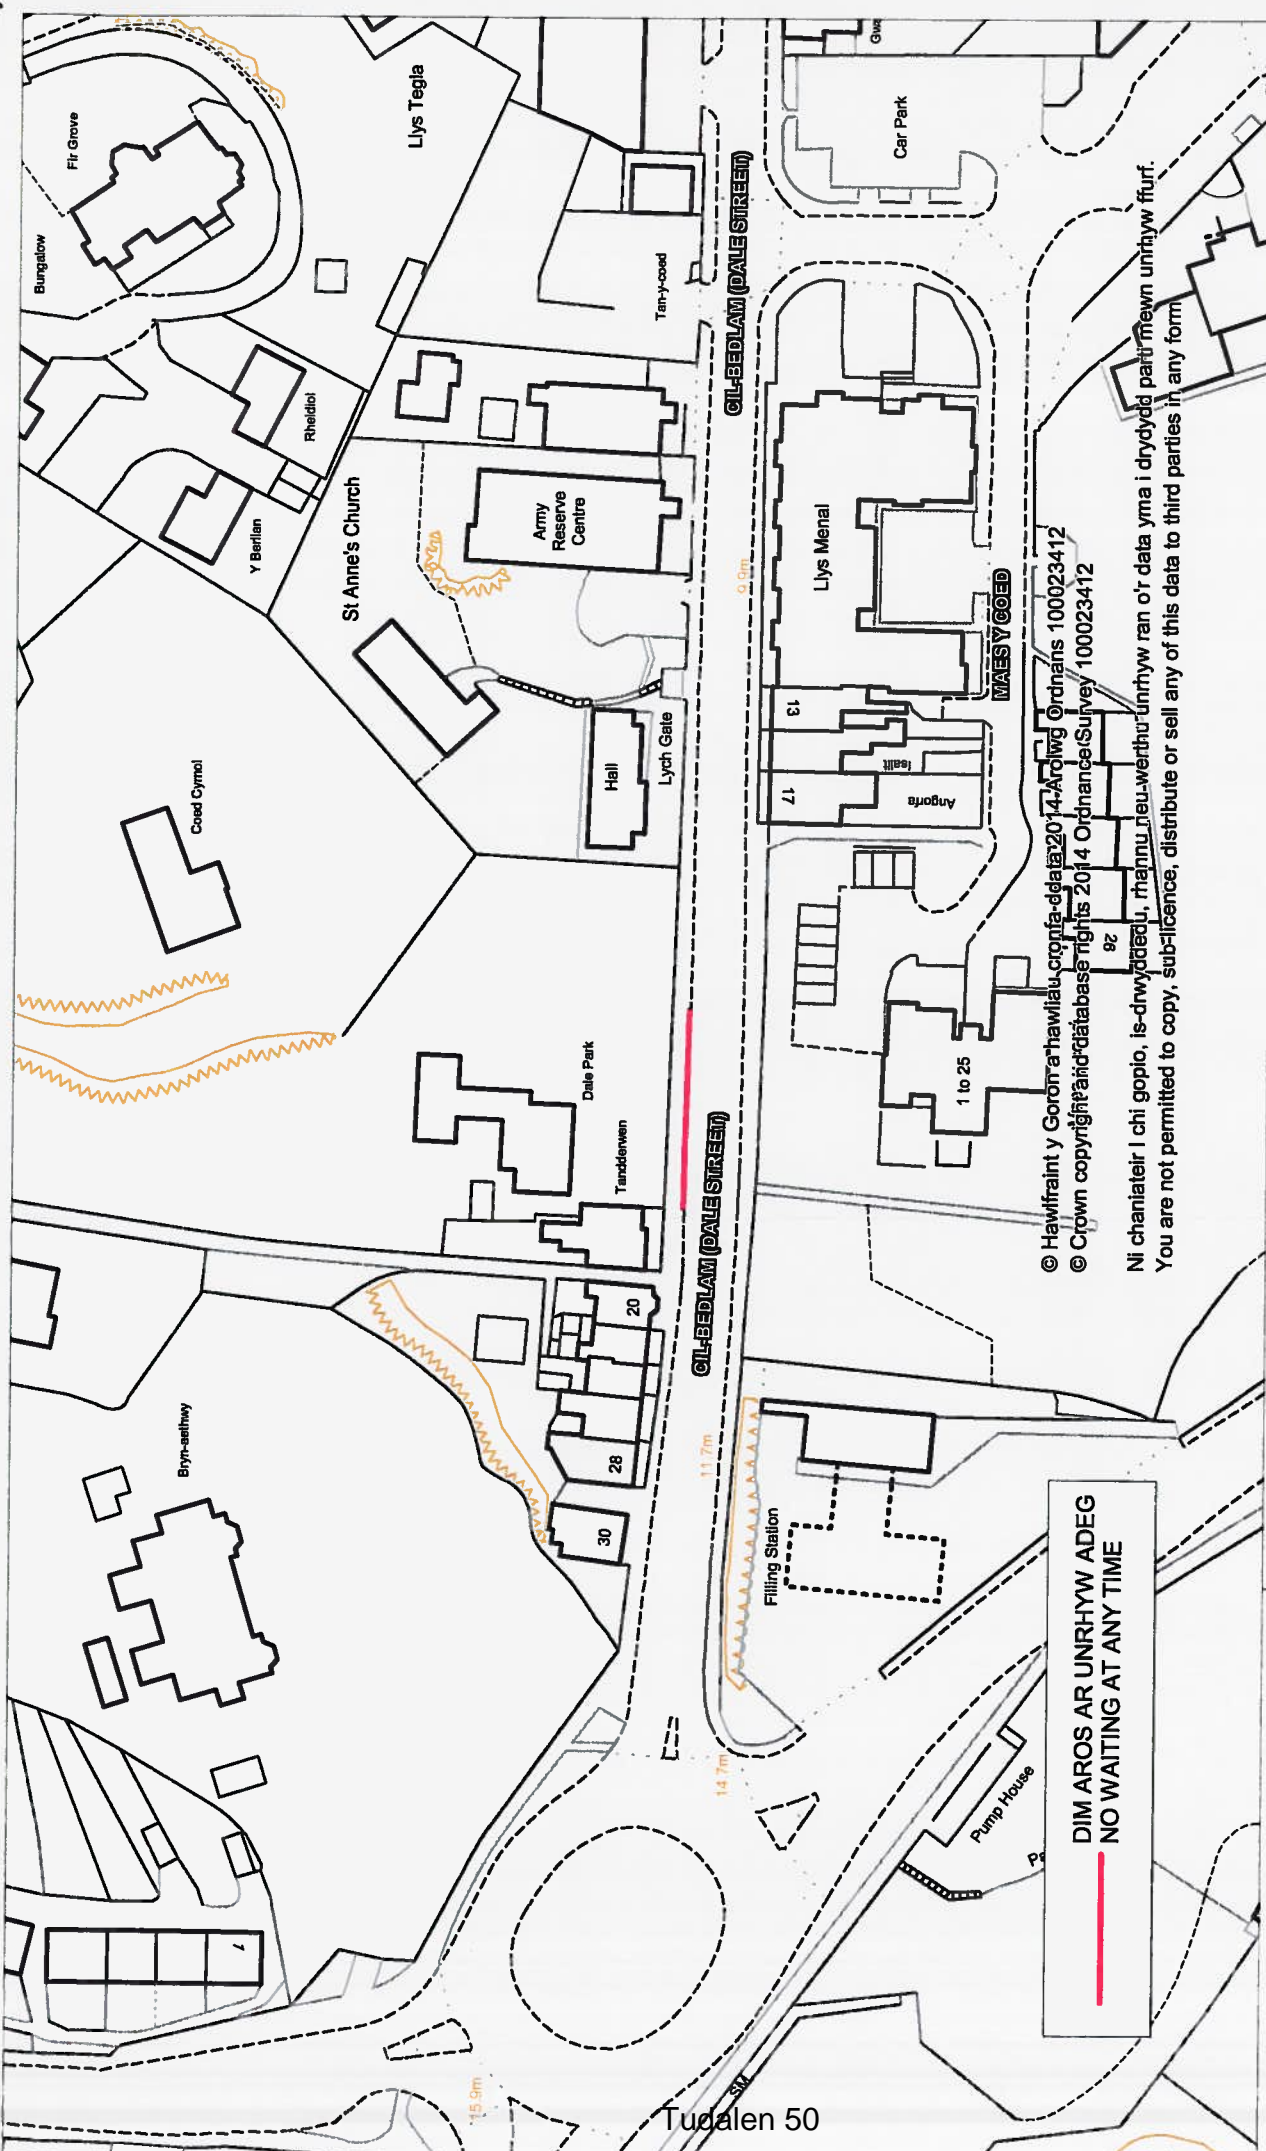 Fir Grove
Bungalow
Llys Tegla
Rheidiol
Y Berllan
Tan-y-coed
CIL-BEDLAM (DALE STREET)
Car Park
St Anne's Church
Army
Reserve
Centre
9.9m
Llys Menai
MAES Y COED
Hall
Lych Gate
13
Isallt
17
Angorfa
Coed Cyrnol
Dale Park
Tandderwen
1 to 25
26
CIL-BEDLAM (DALE STREET)
20
28
30
11.7m
Bryn-aethwy
Filling Station
14.7m
Pump House
7
15.9m
SM
© Hawlfraint y Goron a hawliau cronfa-ddata 2014 Arolwg Ordnans 100023412
© Crown copyright and database rights 2014 Ordnance Survey 100023412
Ni chaniateir I chi gopio, is-drwyddedu, rhannu neu werthu unrhyw ran o'r data yma i drydydd parti mewn unrhyw ffurf.
You are not permitted to copy, sub-licence, distribute or sell any of this data to third parties in any form
DIM AROS AR UNRHYW ADEG
NO WAITING AT ANY TIME
Tudalen 50